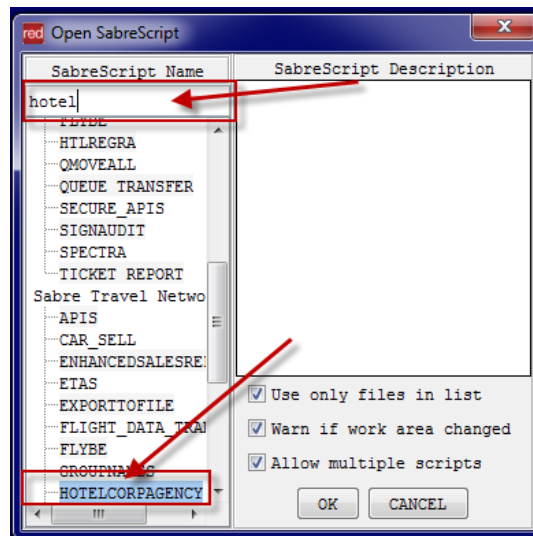 red Open SabreScript
SabreScript Name
SabreScript Description
hotel
FLYBE
HTLREGRA
QMOVEALL
QUEUE TRANSFER
SECURE_APIS
SIGNAUDIT
SPECTRA
TICKET REPORT
Sabre Travel Netwo
APIS
CAR_SELL
ENHANCEDSALESRE
ETAS
EXPORTTOFILE
FLIGHT_DATA_TRA
FLYBE
GROUPNAMES
HOTELCORPAGENCY
Use only files in list
Warn if work area changed
Allow multiple scripts
OK
CANCEL